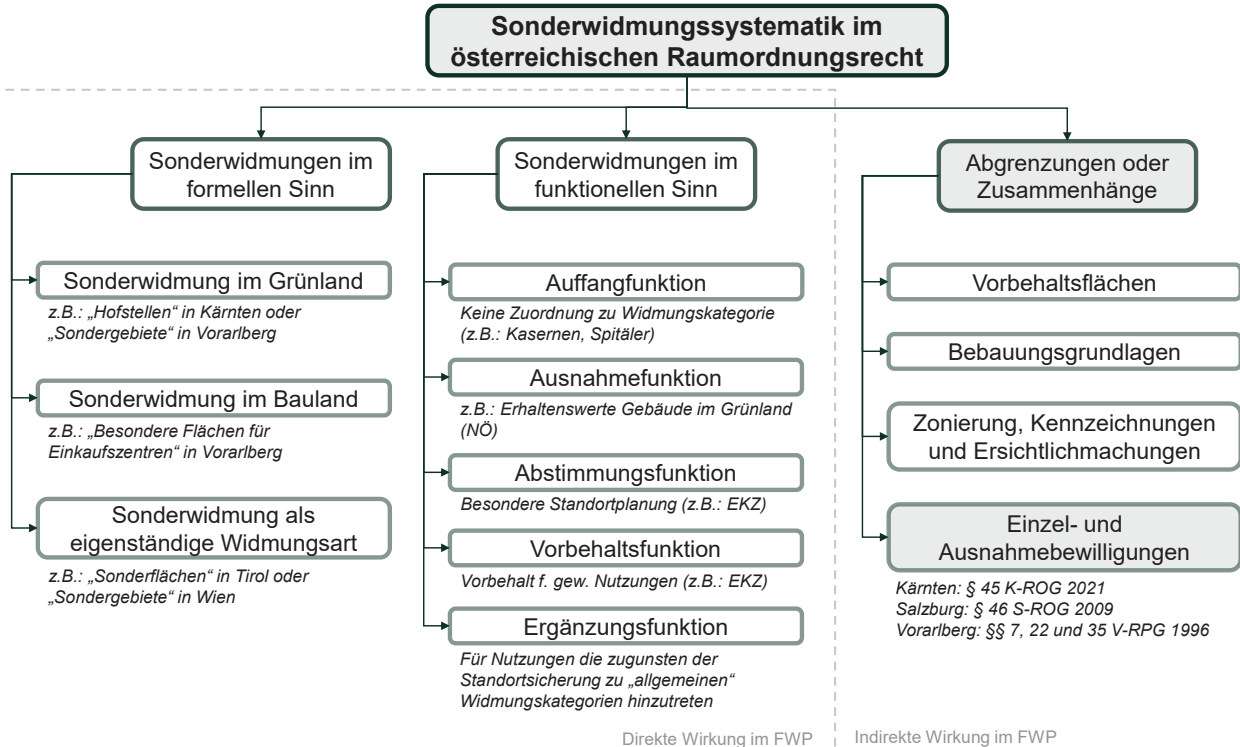 Sonderwidmungssystematik im
österreichischen Raumordnungsrecht
Sonderwidmungen im
formellen Sinn
Sonderwidmung im Grünland
z.B.: „Hofstellen“ in Kärnten oder
„Sondergebiete“ in Vorarlberg
Sonderwidmung im Bauland
z.B.: „Besondere Flächen für
Einkaufszentren“ in Vorarlberg
Sonderwidmung als
eigenständige Widmungsart
z.B.: „Sonderflächen“ in Tirol oder
„Sondergebiete“ in Wien
Sonderwidmungen im
funktionellen Sinn
Auffangfunktion
Keine Zuordnung zu Widmungskategorie
(z.B.: Kasernen, Spitäler)
Ausnahmefunktion
z.B.: Erhaltenswerte Gebäude im Grünland
(NÖ)
Abstimmungsfunktion
Besondere Standortplanung (z.B.: EKZ)
Vorbehaltsfunktion
Vorbehalt f. gew. Nutzungen (z.B.: EKZ)
Ergänzungsfunktion
Für Nutzungen die zugunsten der
Standortsicherung zu „allgemeinen“
Widmungskategorien hinzutreten
Abgrenzungen oder
Zusammenhänge
Vorbehaltsflächen
Bebauungsgrundlagen
Zonierung, Kennzeichnungen
und Ersichtlichmachungen
Einzel- und
Ausnahmebewilligungen
Kärnten: § 45 K-ROG 2021
Salzburg: § 46 S-ROG 2009
Vorarlberg: §§ 7, 22 und 35 V-RPG 1996
Direkte Wirkung im FWP
Indirekte Wirkung im FWP